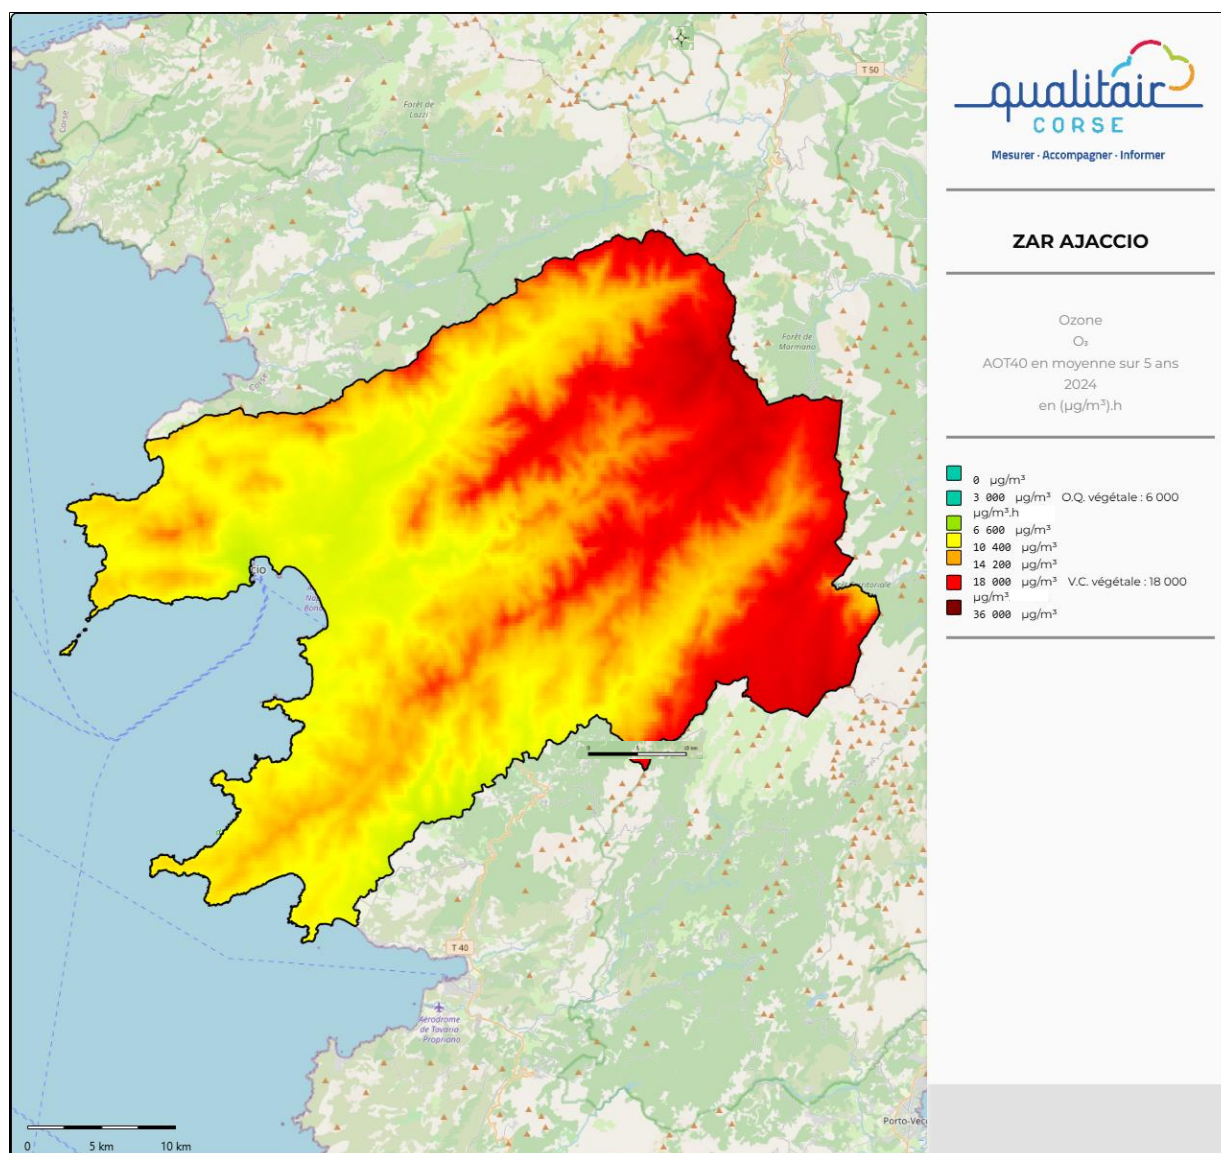 T 50
Forêt de
Lozzi
Corse
Forêt de
Marmano
Corse
cio
T 40
Aérodrome
de Tavaria
Propriano
Porto-Vec
0 5 km 10 km
qualitair
CORSE
Mesurer · Accompagner · Informer
ZAR AJACCIO
Ozone
O₃
AOT40 en moyenne sur 5 ans
2024
en (µg/m³).h
0 µg/m³
3 000 µg/m³ O.Q. végétale : 6 000
µg/m³.h
6 600 µg/m³
10 400 µg/m³
14 200 µg/m³
18 000 µg/m³ V.C. végétale : 18 000
µg/m³
36 000 µg/m³